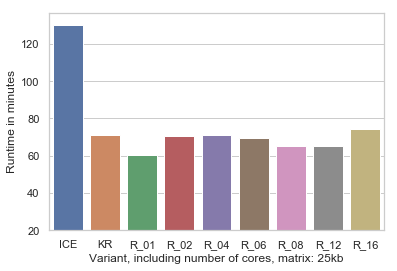 Runtime in minutes
120
100
80
60
40
20
ICE KR R_01 R_02 R_04 R_06 R_08 R_12 R_16
Variant, including number of cores, matrix: 25kb